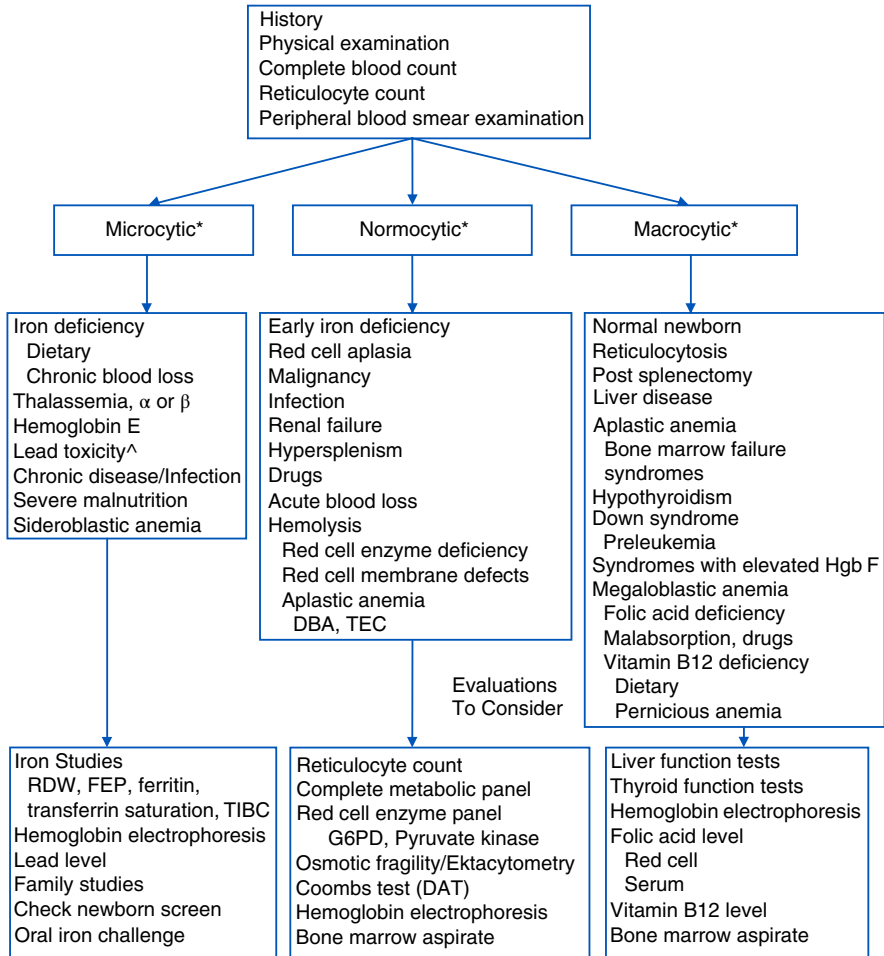 History
Physical examination
Complete blood count
Reticulocyte count
Peripheral blood smear examination
Microcytic*
Normocytic*
Macrocytic*
Iron deficiency
Dietary
Chronic blood loss
Thalassemia, α or β
Hemoglobin E
Lead toxicity^
Chronic disease/Infection
Severe malnutrition
Sideroblastic anemia
Early iron deficiency
Red cell aplasia
Malignancy
Infection
Renal failure
Hypersplenism
Drugs
Acute blood loss
Hemolysis
Red cell enzyme deficiency
Red cell membrane defects
Aplastic anemia
DBA, TEC
Normal newborn
Reticulocytosis
Post splenectomy
Liver disease
Aplastic anemia
Bone marrow failure
syndromes
Hypothyroidism
Down syndrome
Preleukemia
Syndromes with elevated Hgb F
Megaloblastic anemia
Folic acid deficiency
Malabsorption, drugs
Vitamin B12 deficiency
Dietary
Pernicious anemia
Evaluations
To Consider
Iron Studies
RDW, FEP, ferritin,
transferrin saturation, TIBC
Hemoglobin electrophoresis
Lead level
Family studies
Check newborn screen
Oral iron challenge
Reticulocyte count
Complete metabolic panel
Red cell enzyme panel
G6PD, Pyruvate kinase
Osmotic fragility/Ektacytometry
Coombs test (DAT)
Hemoglobin electrophoresis
Bone marrow aspirate
Liver function tests
Thyroid function tests
Hemoglobin electrophoresis
Folic acid level
Red cell
Serum
Vitamin B12 level
Bone marrow aspirate